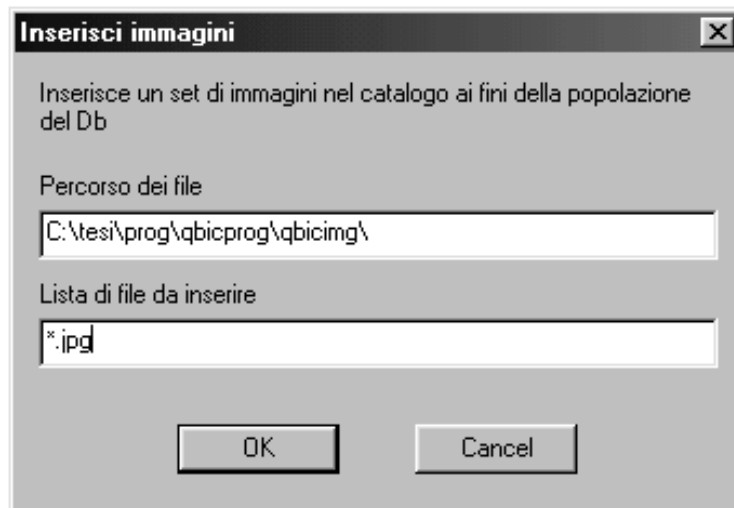 Inserisci immagini
Inserisce un set di immagini nel catalogo ai fini della popolazione
del Db
Percorso dei file
C:\tesi\prog\qbicprog\qbicimg\
Lista di file da inserire
*.jpg
OK
Cancel